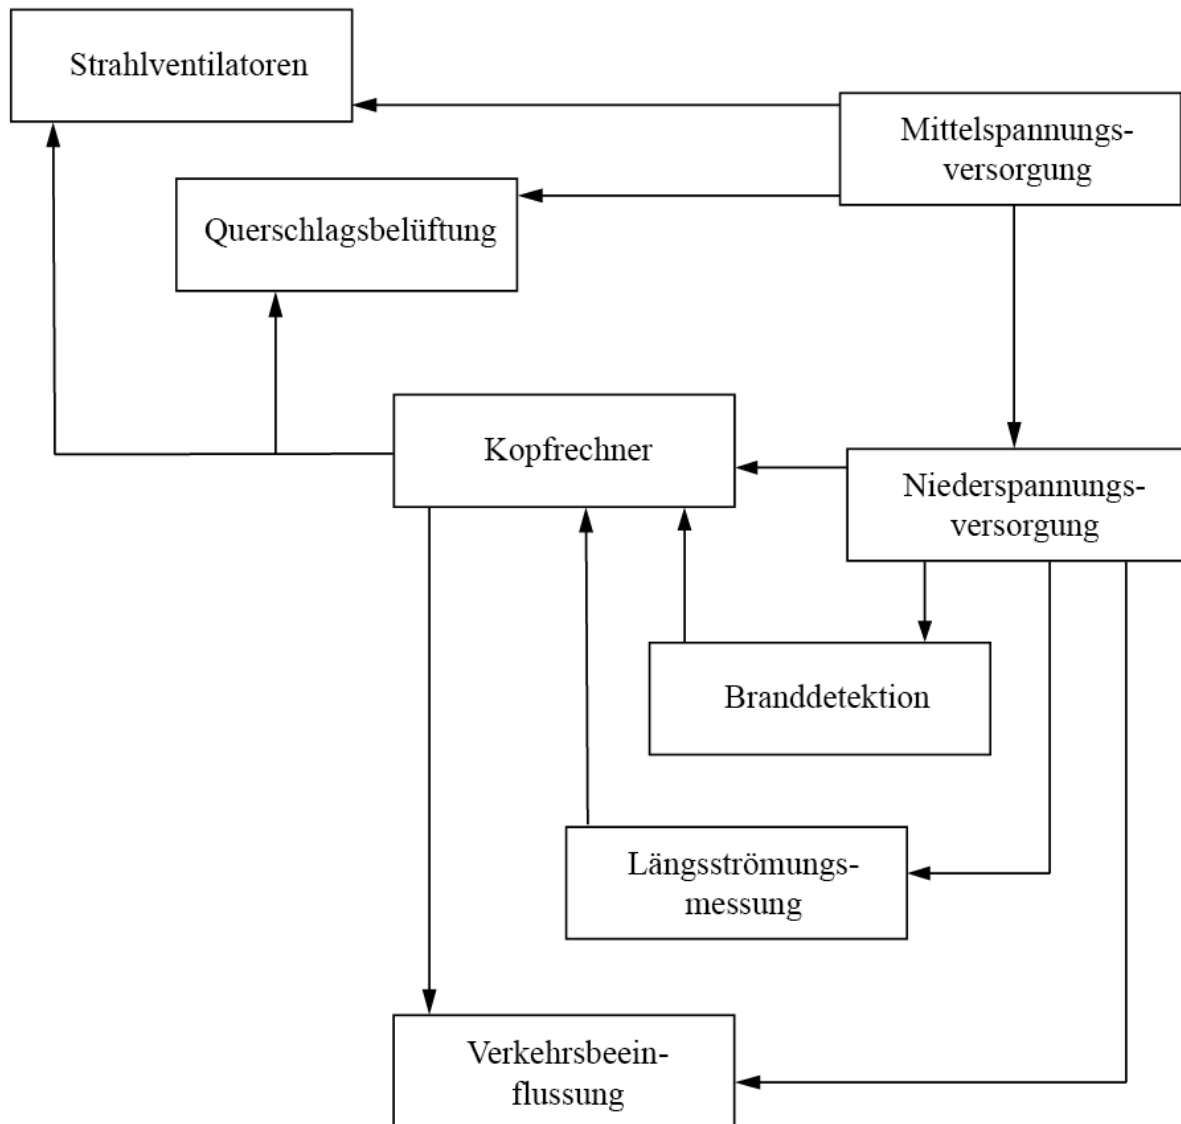 Strahlventilatoren
Mittelspannungs-
versorgung
Querschlagsbelüftung
Kopfrechner
Niederspannungs-
versorgung
Branddetektion
Längsströmungs-
messung
Verkehrsbeein-
flussung